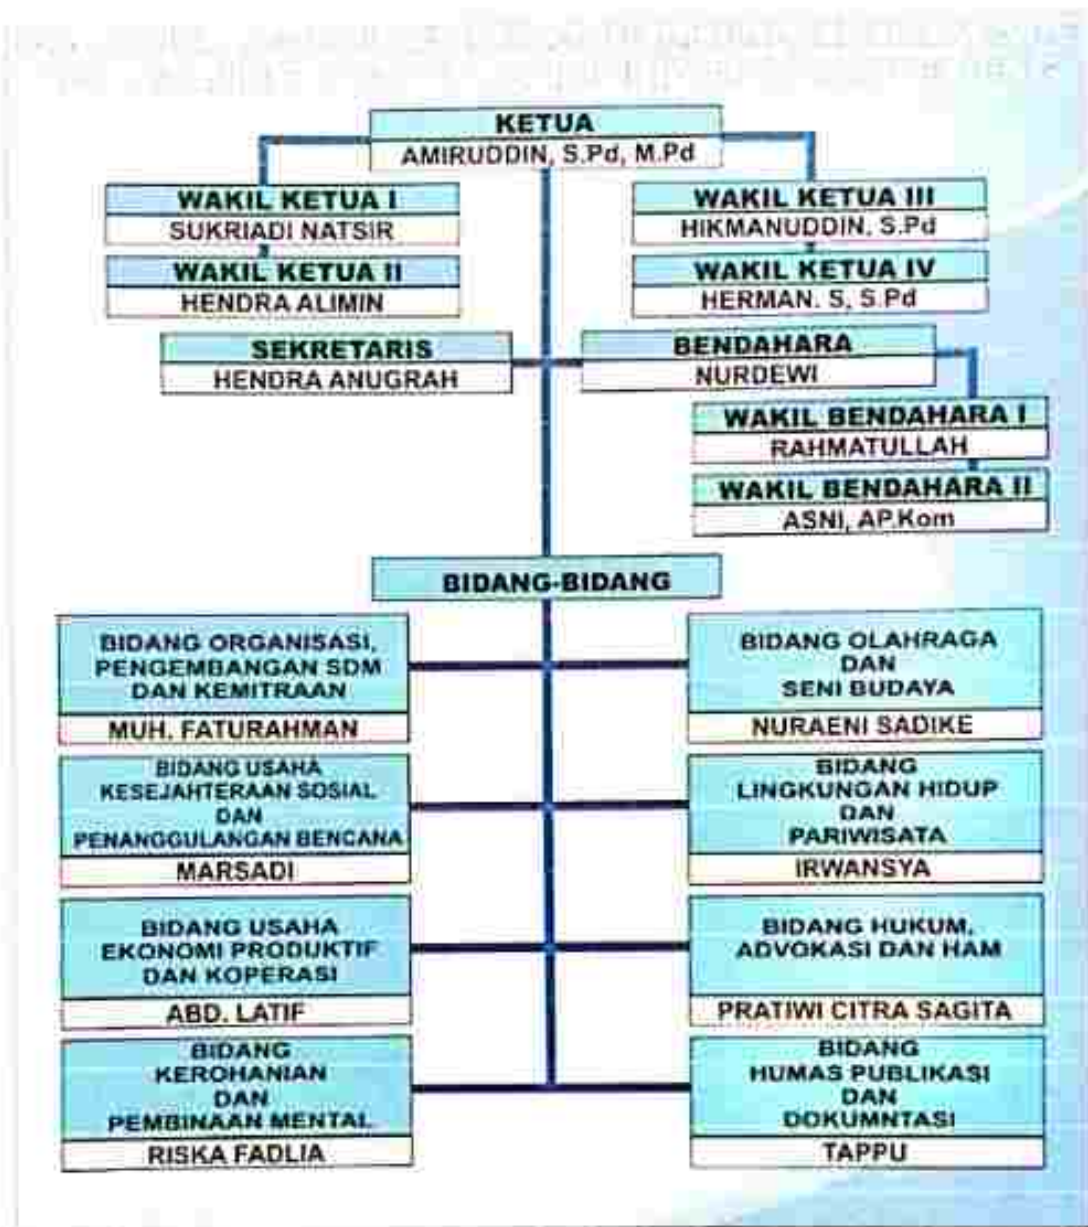 KETUA
AMIRUDDIN, S.Pd, M.Pd
WAKIL KETUA I
SUKRIADI NATSIR
WAKIL KETUA II
HENDRA ALIMIN
WAKIL KETUA III
HIKMANUDDIN, S.Pd
WAKIL KETUA IV
HERMAN. S, S.Pd
SEKRETARIS
HENDRA ANUGRAH
BENDAHARA
NURDEWI
WAKIL BENDAHARA I
RAHMATULLAH
WAKIL BENDAHARA II
ASNI, AP.Kom
BIDANG-BIDANG
BIDANG ORGANISASI,
PENGEMBANGAN SDM
DAN KEMITRAAN
MUH. FATURAHMAN
BIDANG OLAHRAGA
DAN
SENI BUDAYA
NURAENI SADIKE
BIDANG USAHA
KESEJAHTERAAN SOSIAL
DAN
PENANGGULANGAN BENCANA
MARSADI
BIDANG
LINGKUNGAN HIDUP
DAN
PARIWISATA
IRWANSYA
BIDANG USAHA
EKONOMI PRODUKTIF
DAN KOPERASI
ABD. LATIF
BIDANG HUKUM,
ADVOKASI DAN HAM
PRATIWI CITRA SAGITA
BIDANG
KEROHANIAN
DAN
PEMBINAAN MENTAL
RISKA FADLIA
BIDANG
HUMAS PUBLIKASI
DAN
DOKUMNTASI
TAPPU